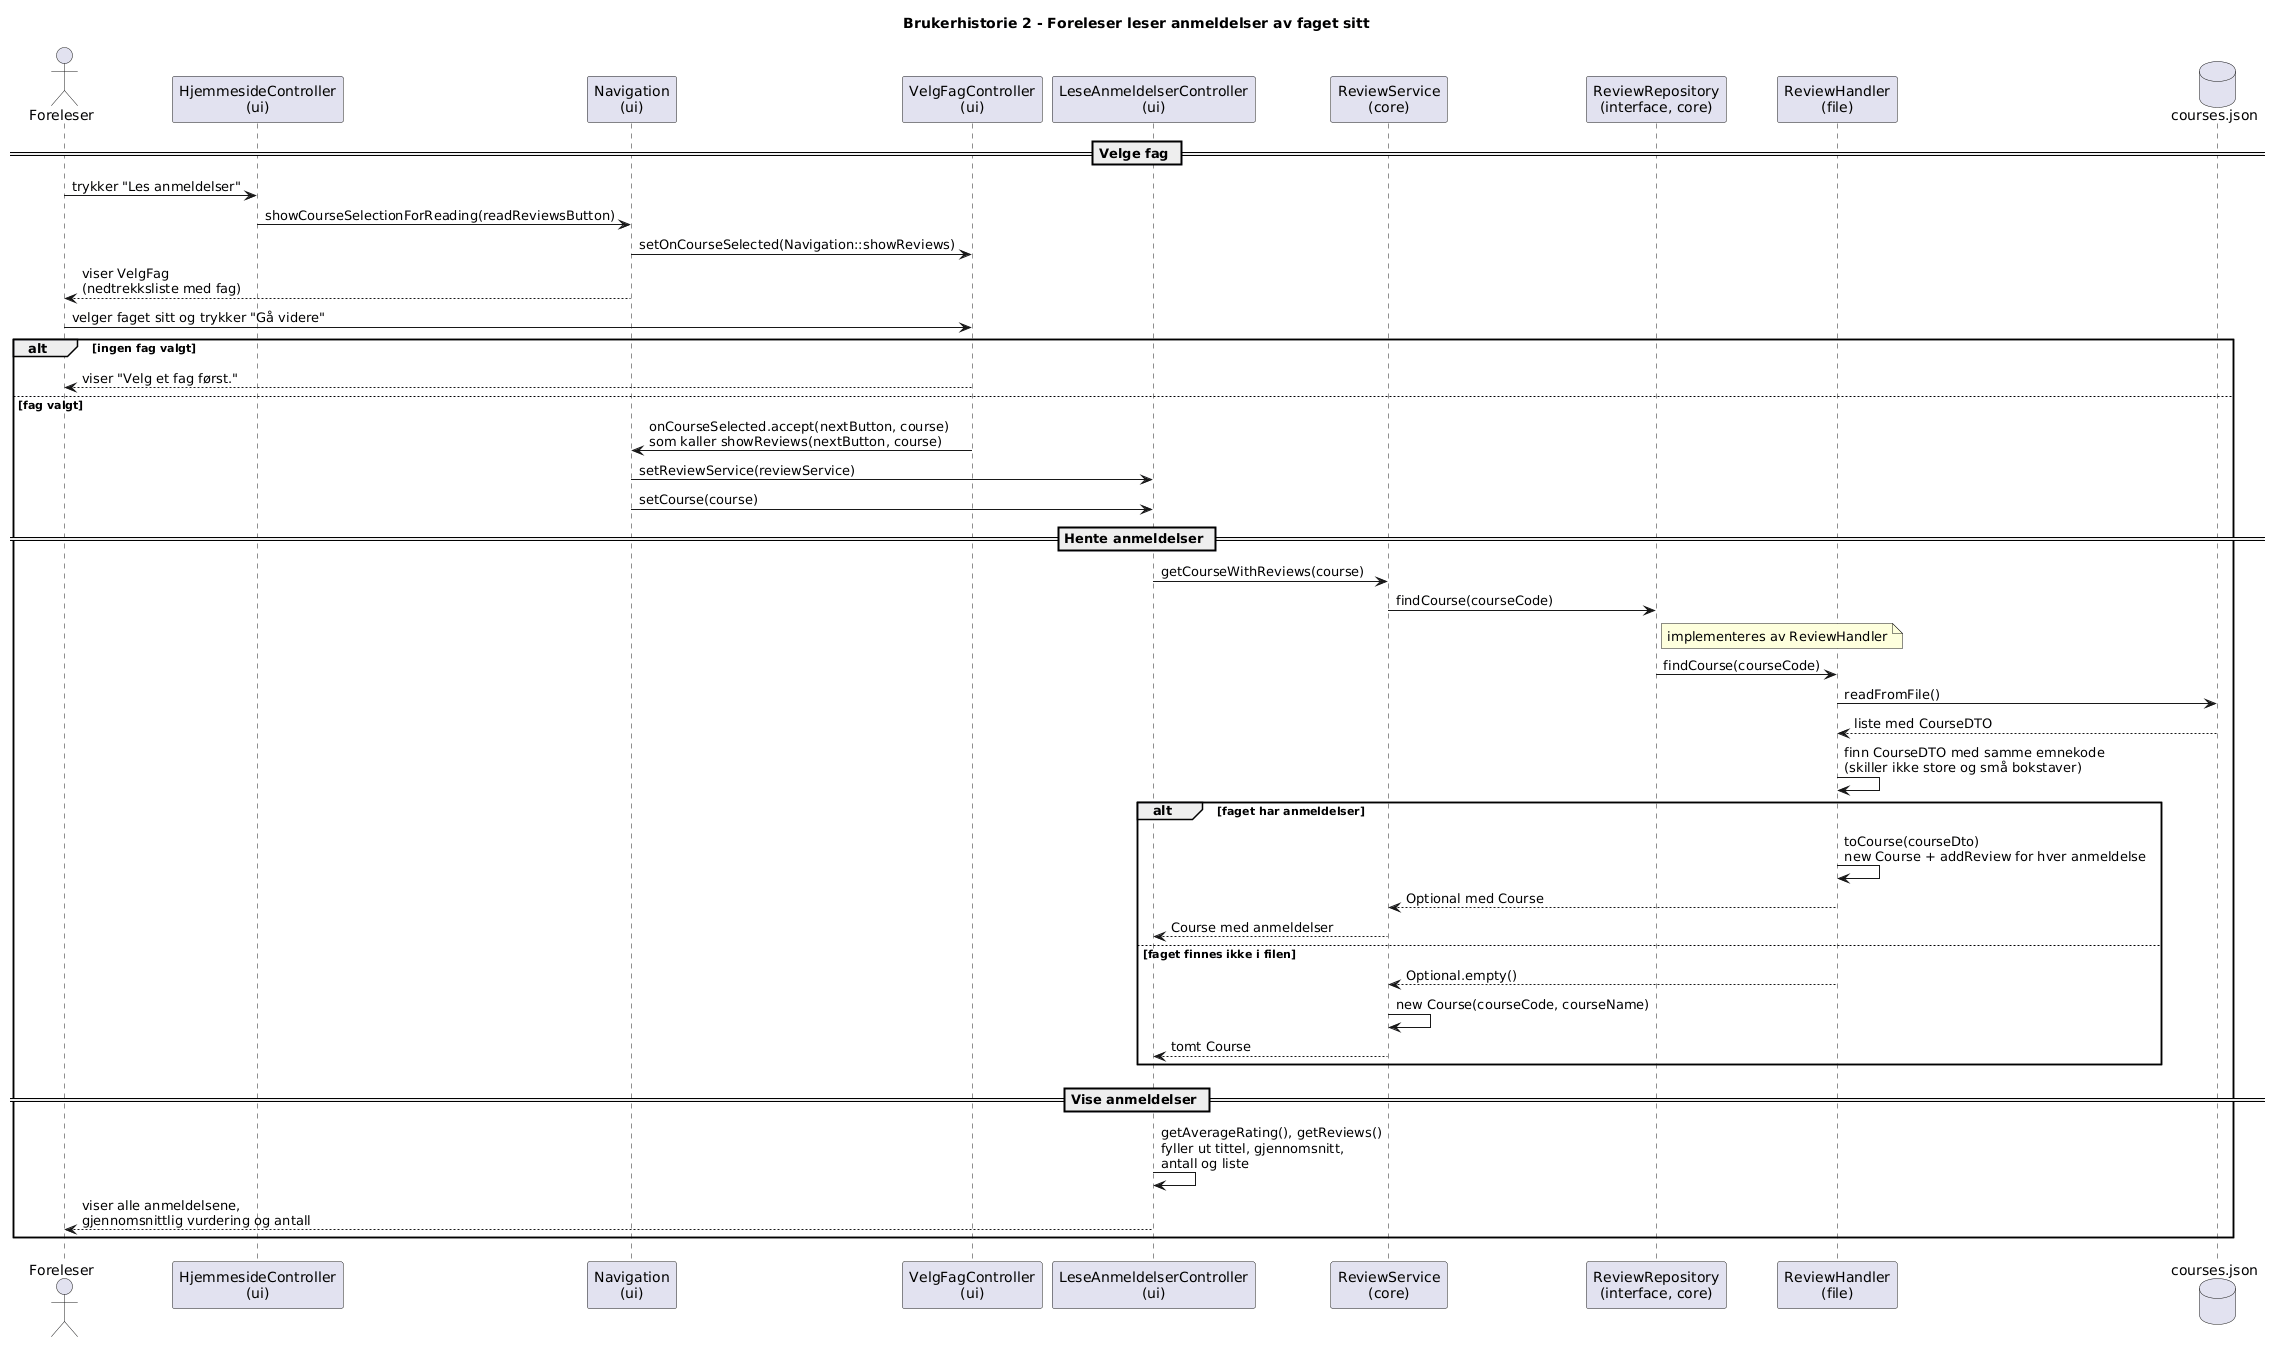 Brukerhistorie 2 - Foreleser leser anmeldelser av faget sitt
Foreleser
HjemmesideController
(ui)
Navigation
(ui)
VelgFagController
(ui)
LeseAnmeldelserController
(ui)
ReviewService
(core)
ReviewRepository
(interface, core)
ReviewHandler
(file)
courses.json
Velge fag
trykker "Les anmeldelser"
showCourseSelectionForReading(readReviewsButton)
setOnCourseSelected(Navigation::showReviews)
viser VelgFag
(nedtrekksliste med fag)
velger faget sitt og trykker "Gå videre"
alt
[ingen fag valgt]
viser "Velg et fag først."
[fag valgt]
onCourseSelected.accept(nextButton, course)
som kaller showReviews(nextButton, course)
setReviewService(reviewService)
setCourse(course)
Hente anmeldelser
getCourseWithReviews(course)
findCourse(courseCode)
implementeres av ReviewHandler
findCourse(courseCode)
readFromFile()
liste med CourseDTO
finn CourseDTO med samme emnekode
(skiller ikke store og små bokstaver)
alt
[faget har anmeldelser]
toCourse(courseDto)
new Course + addReview for hver anmeldelse
Optional med Course
Course med anmeldelser
[faget finnes ikke i filen]
Optional.empty()
new Course(courseCode, courseName)
tomt Course
Vise anmeldelser
getAverageRating(), getReviews()
fyller ut tittel, gjennomsnitt,
antall og liste
viser alle anmeldelsene,
gjennomsnittlig vurdering og antall
Foreleser
HjemmesideController
(ui)
Navigation
(ui)
VelgFagController
(ui)
LeseAnmeldelserController
(ui)
ReviewService
(core)
ReviewRepository
(interface, core)
ReviewHandler
(file)
courses.json